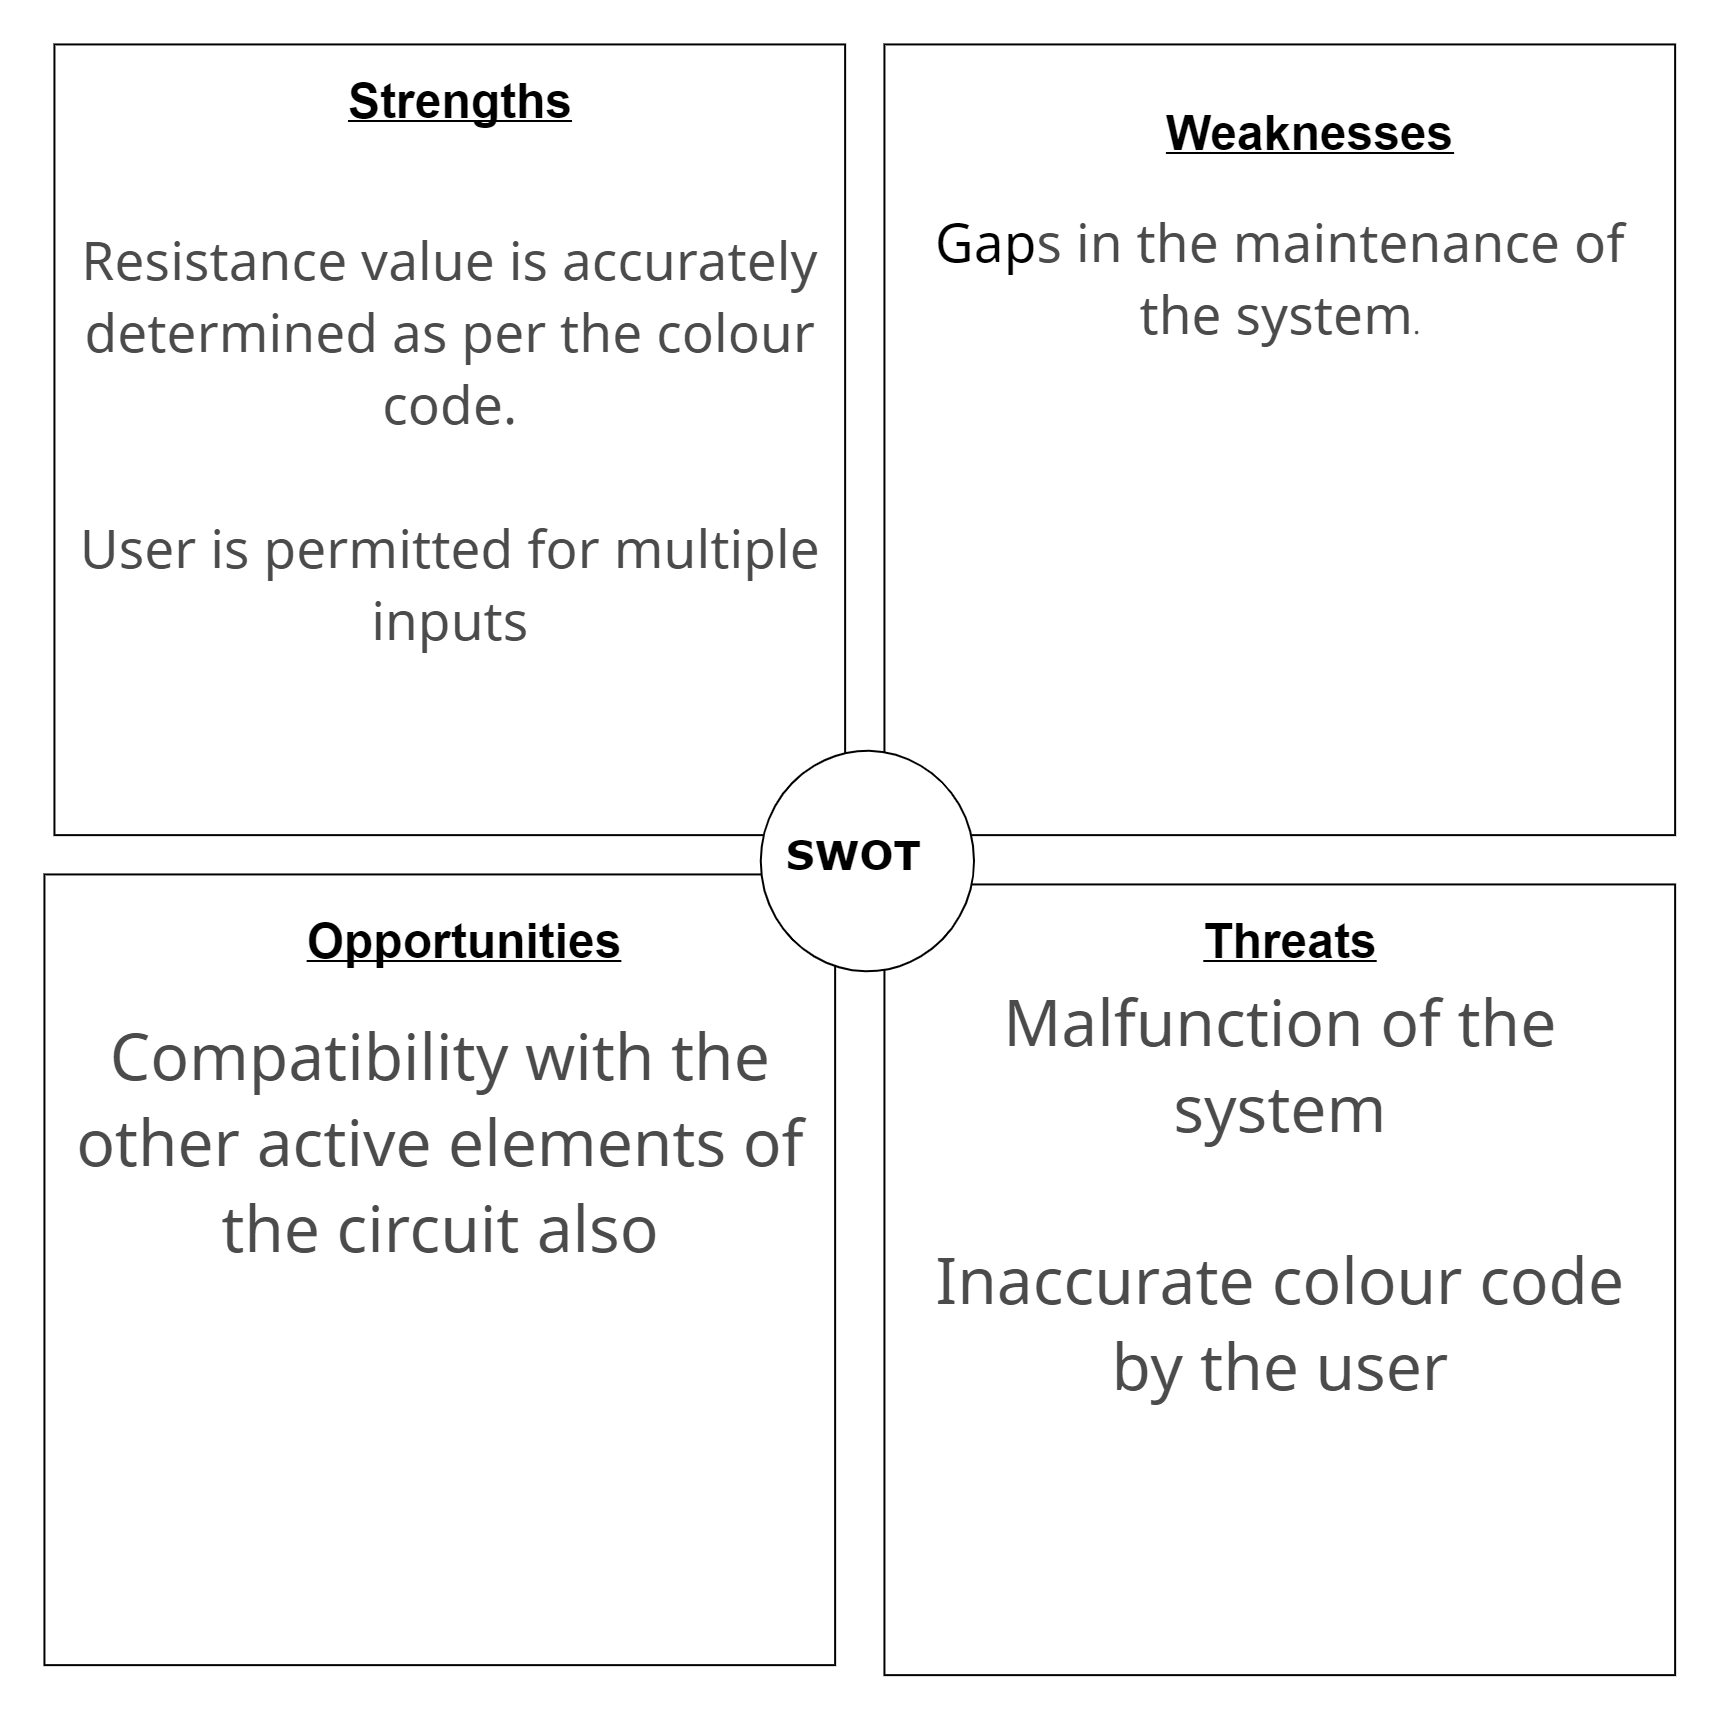 Strengths
Resistance value is accurately
determined as per the colour
code.
User is permitted for multiple
inputs
Weaknesses
Gaps in the maintenance of
the system.
SWOT
Opportunities
Compatibility with the
other active elements of
the circuit also
Threats
Malfunction of the
system
Inaccurate colour code
by the user